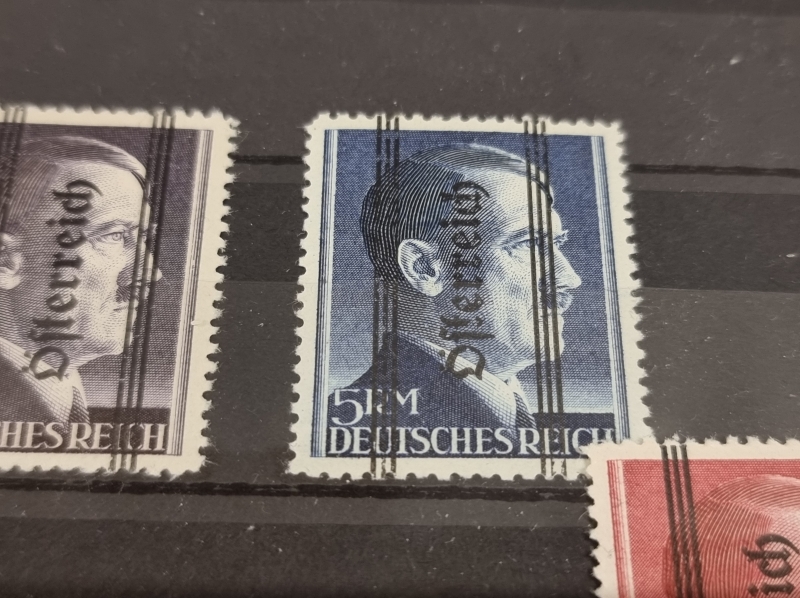 Österreich
CHES REICH
Österreich
5 RM
DEUTSCHES REICH
ich